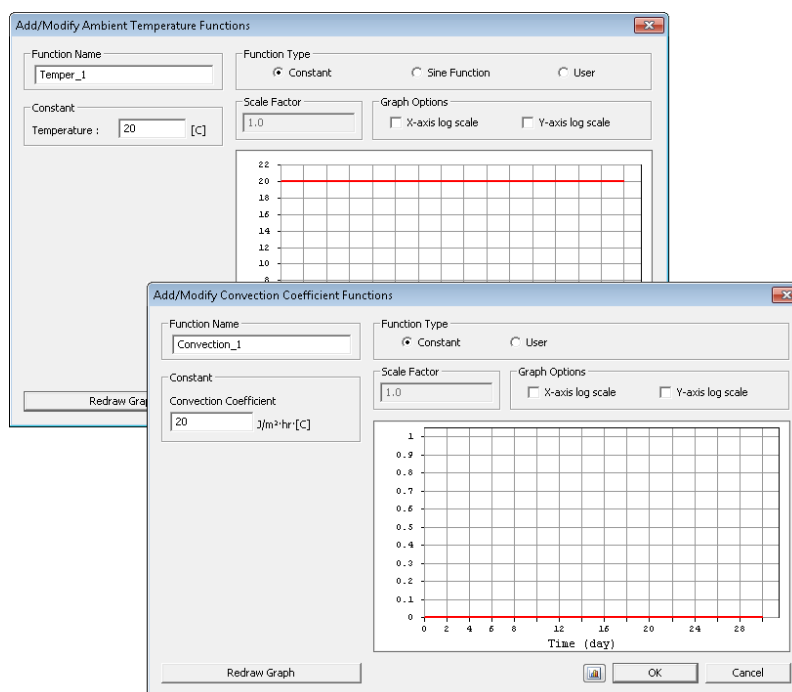 Add/Modify Ambient Temperature Functions
Function Name
Temper_1
Function Type
Constant Sine Function User
Constant
Temperature : 20 [C]
Scale Factor
1.0
Graph Options
X-axis log scale Y-axis log scale
22
20
18
16
14
12
10
8
Redraw Gra
Add/Modify Convection Coefficient Functions
Function Name
Convection_1
Function Type
Constant User
Constant
Convection Coefficient
20 J/m²·hr·[C]
Scale Factor
1.0
Graph Options
X-axis log scale Y-axis log scale
1
0.9
0.8
0.7
0.6
0.5
0.4
0.3
0.2
0.1
0
0 2 4 6 8 12 16 20 24 28
Time (day)
Redraw Graph OK Cancel